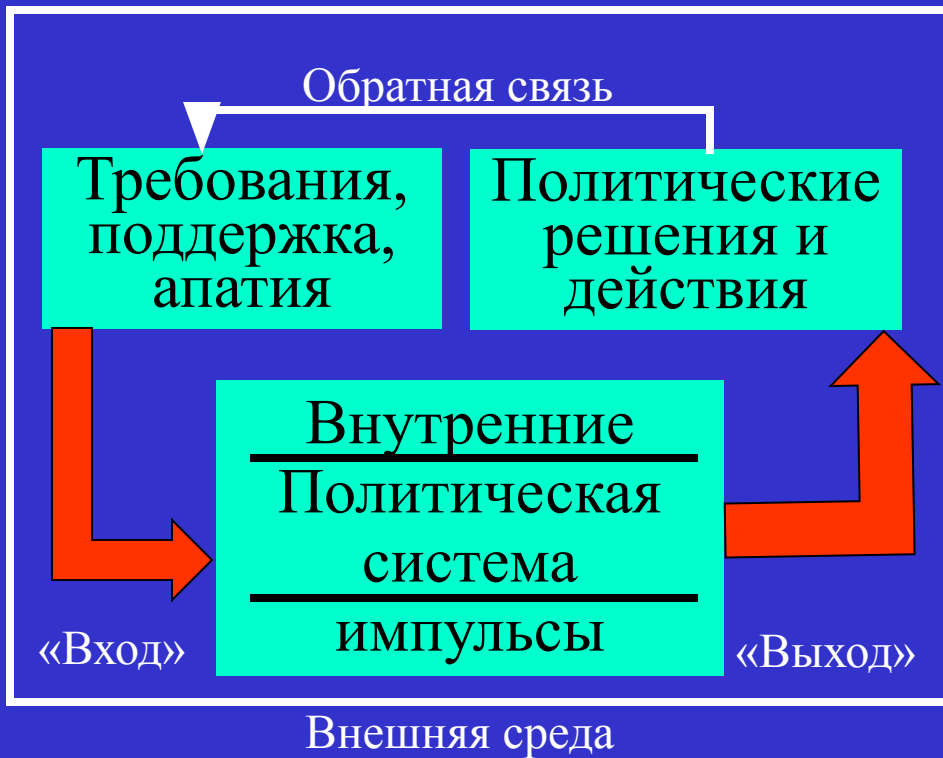 Обратная связь
Требования,
поддержка,
апатия
Политические
решения и
действия
Внутренние
Политическая
система
импульсы
«Вход»
«Выход»
Внешняя среда